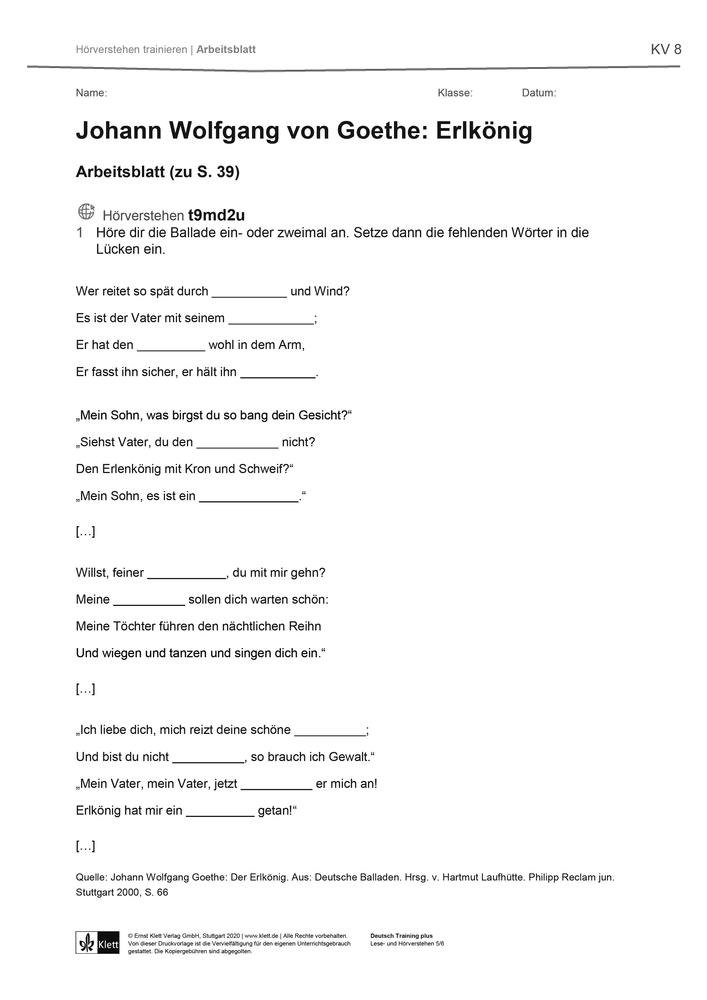 Hörverstehen trainieren | Arbeitsblatt
KV 8
Name:
Klasse:
Datum:
Johann Wolfgang von Goethe: Erlkönig
Arbeitsblatt (zu S. 39)
Hörverstehen t9md2u
1 Höre dir die Ballade ein- oder zweimal an. Setze dann die fehlenden Wörter in die
Lücken ein.
Wer reitet so spät durch ___________ und Wind?
Es ist der Vater mit seinem ____________;
Er hat den __________ wohl in dem Arm,
Er fasst ihn sicher, er hält ihn ___________.
„Mein Sohn, was birgst du so bang dein Gesicht?“
„Siehst Vater, du den ____________ nicht?
Den Erlenkönig mit Kron und Schweif?“
„Mein Sohn, es ist ein ______________.“
[…]
Willst, feiner ___________, du mit mir gehn?
Meine __________ sollen dich warten schön:
Meine Töchter führen den nächtlichen Reihn
Und wiegen und tanzen und singen dich ein.“
[…]
„Ich liebe dich, mich reizt deine schöne __________;
Und bist du nicht __________, so brauch ich Gewalt.“
„Mein Vater, mein Vater, jetzt __________ er mich an!
Erlkönig hat mir ein __________ getan!“
[…]
Quelle: Johann Wolfgang Goethe: Der Erlkönig. Aus: Deutsche Balladen. Hrsg. v. Hartmut Laufhütte. Philipp Reclam jun.
Stuttgart 2000, S. 66
Klett
© Ernst Klett Verlag GmbH, Stuttgart 2020 | www.klett.de | Alle Rechte vorbehalten.
Von dieser Druckvorlage ist die Vervielfältigung für den eigenen Unterrichtsgebrauch
gestattet. Die Kopiergebühren sind abgegolten.
Deutsch Training plus
Lese- und Hörverstehen 5/6